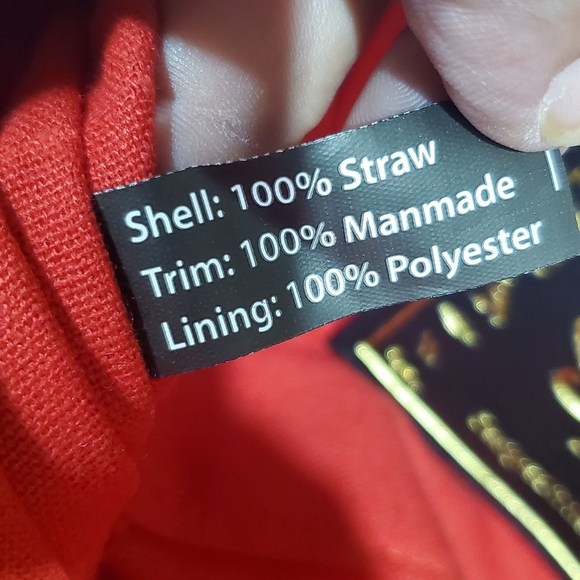 Shell: 100% Straw
Trim: 100% Manmade
Lining: 100% Polyester